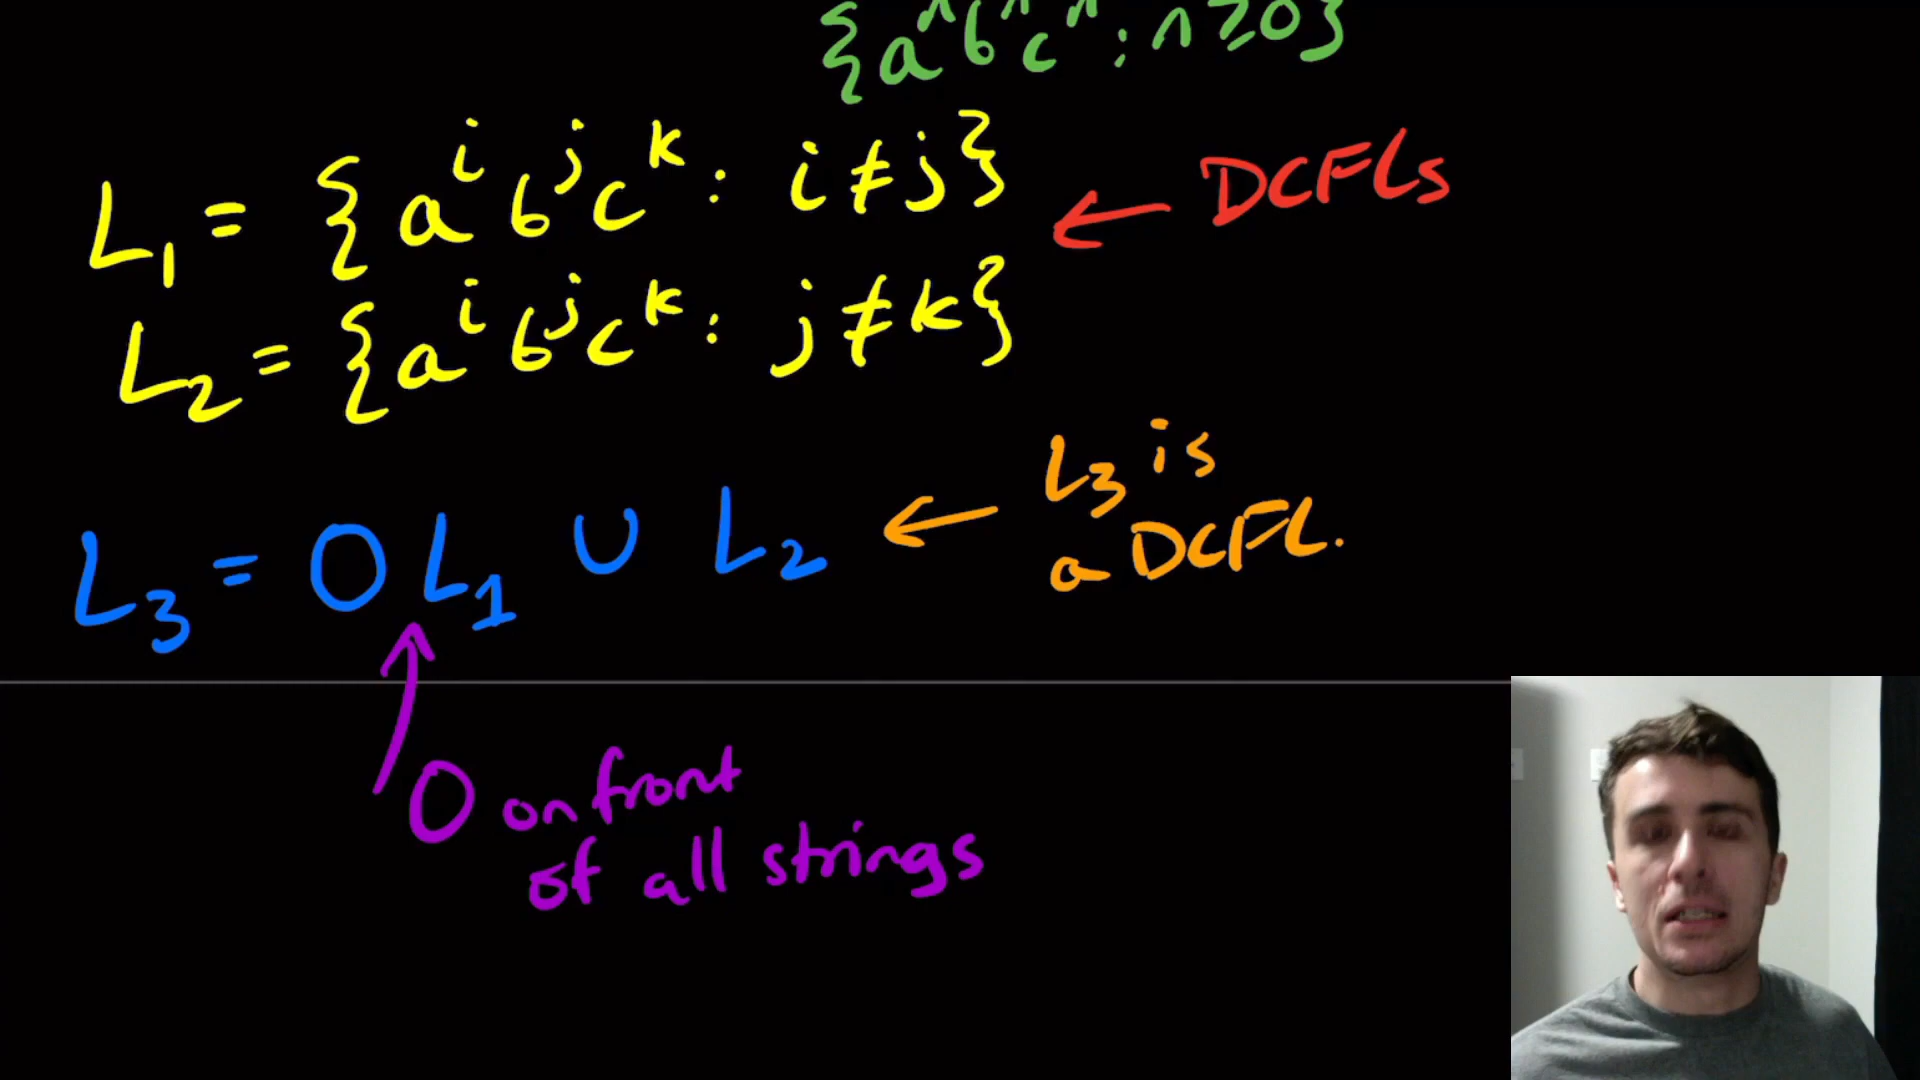 {aⁿbⁿcⁿ : n ≥ 0}
L₁ = {aⁱbʲcᵏ : i ≠ j} ← DCFLs
L₂ = {aⁱbʲcᵏ : j ≠ k}
L₃ = 0L₁ ∪ L₂ ← L₃ is
a DCFL.
0 on front
of all strings